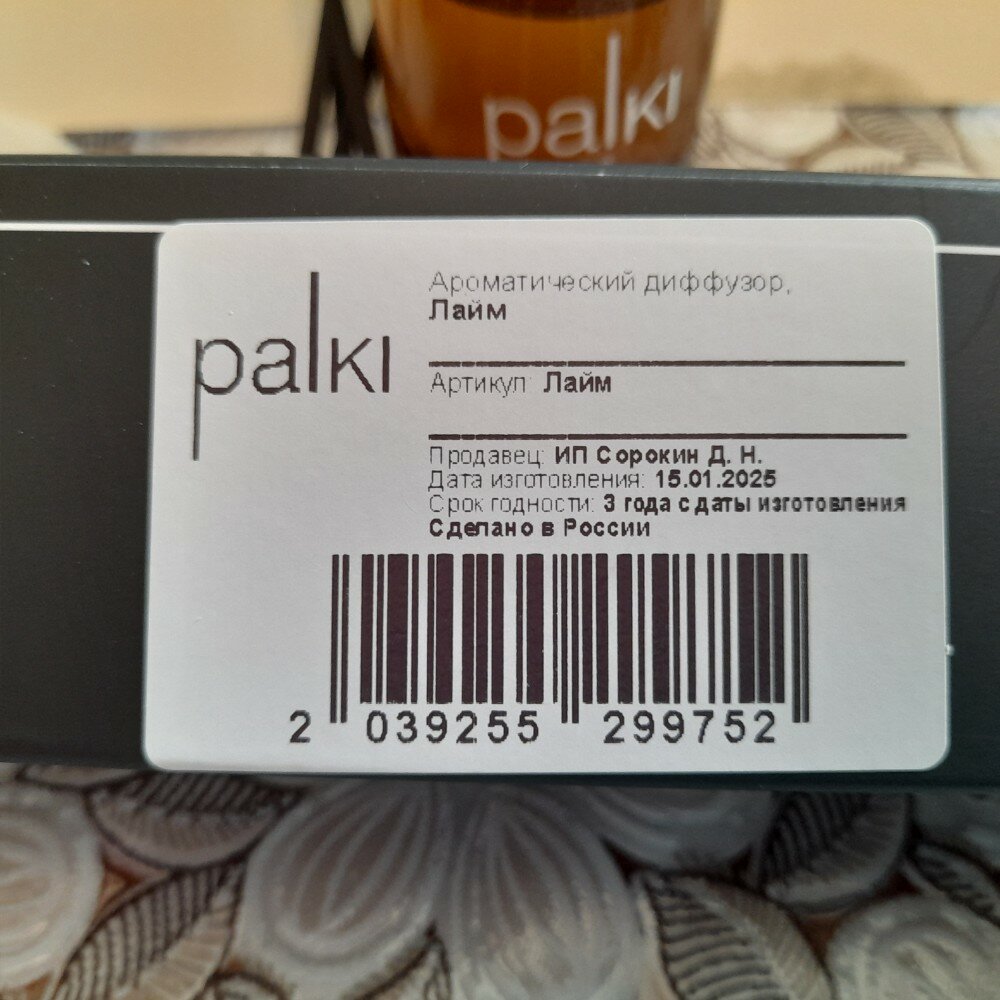 palki
palki
Ароматический диффузор,
Лайм
Артикул: Лайм
Продавец: ИП Сорокин Д. Н.
Дата изготовления: 15.01.2025
Срок годности: 3 года с даты изготовления
Сделано в России
2 039255 299752